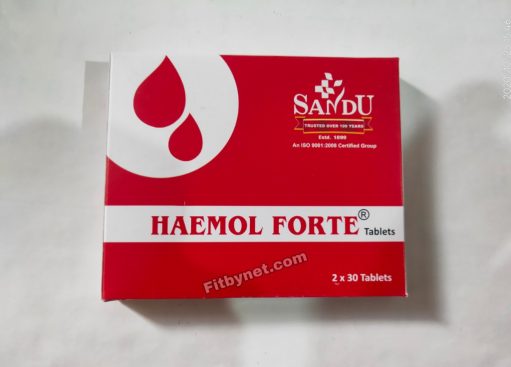 SANDU
TRUSTED OVER 100 YEARS
Estd. 1899
An ISO 9001:2008 Certified Group
HAEMOL FORTE® Tablets
Fitbynet.com
2 x 30 Tablets